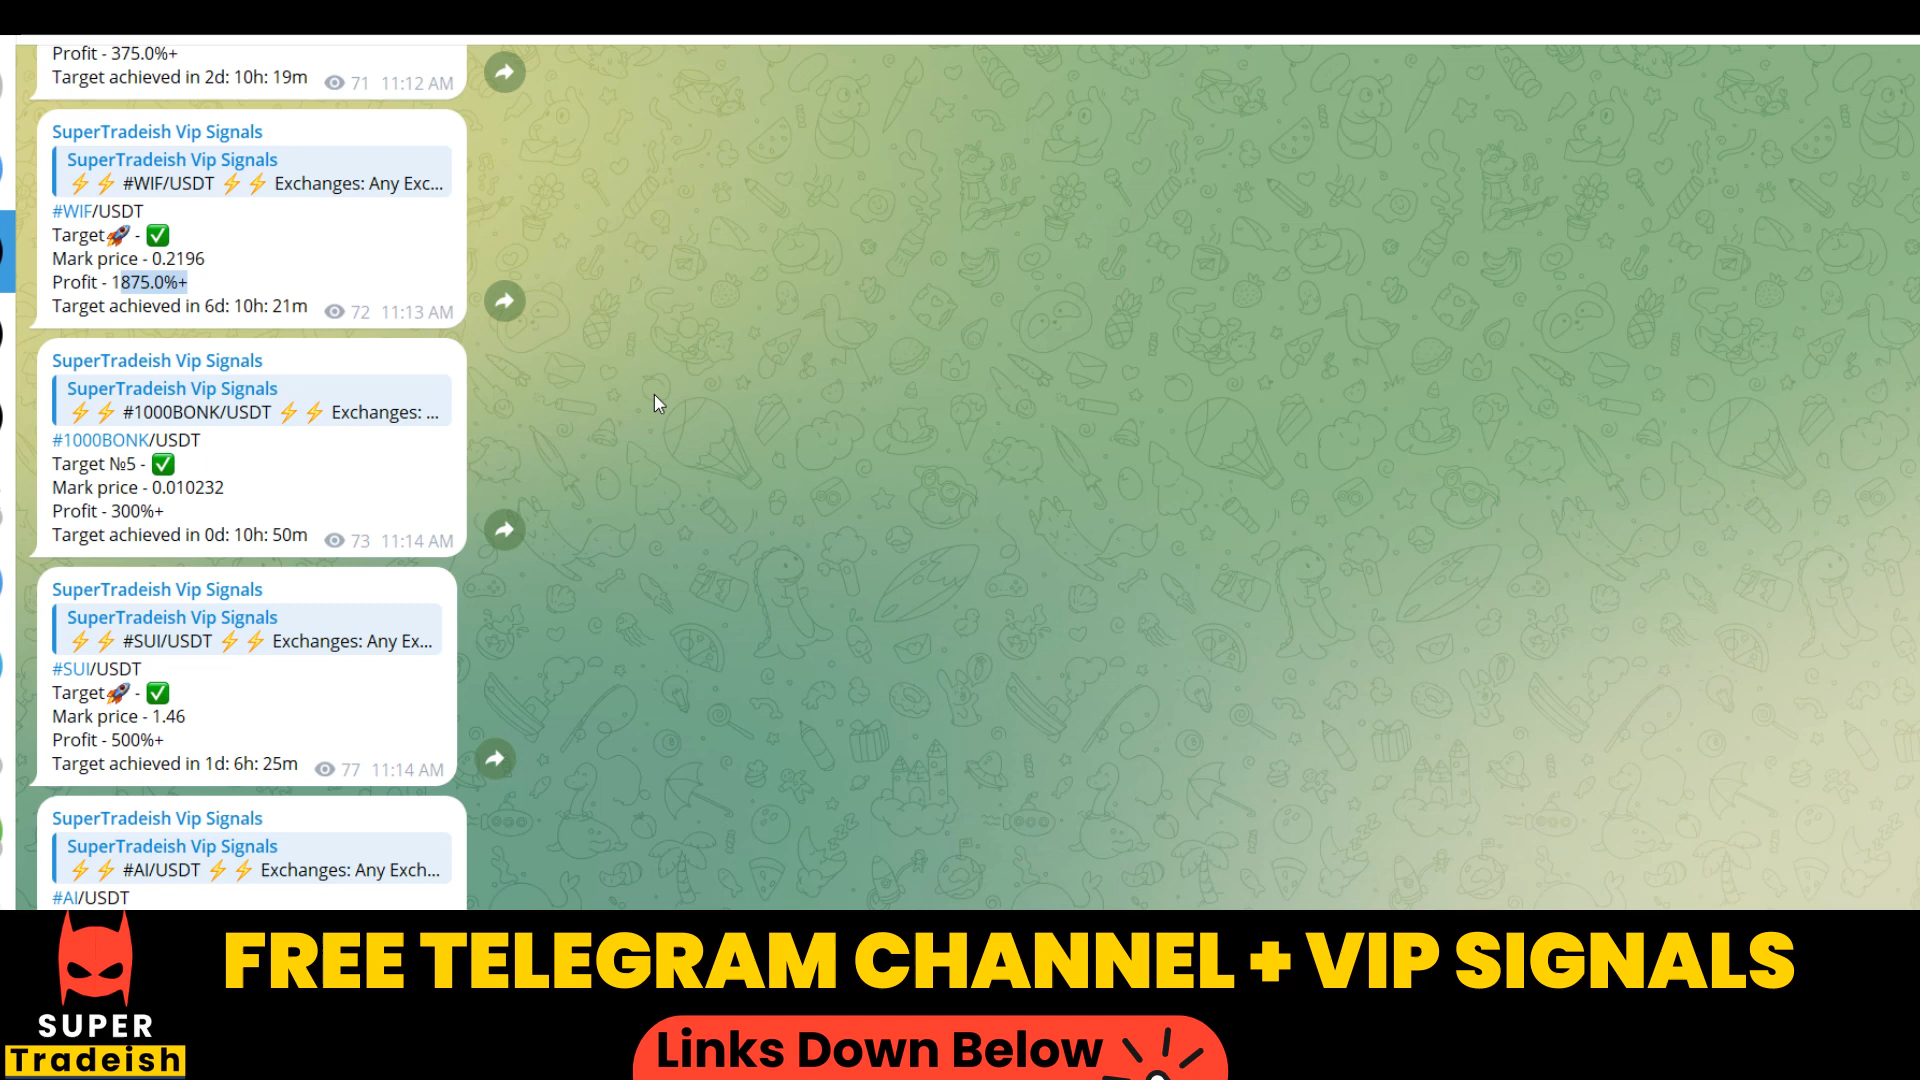 Profit - 375.0%+
Target achieved in 2d: 10h: 19m 71 11:12 AM
SuperTradeish Vip Signals
SuperTradeish Vip Signals
⚡⚡ #WIF/USDT ⚡⚡ Exchanges: Any Exc...
#WIF/USDT
Target🚀 - ✅
Mark price - 0.2196
Profit - 1875.0%+
Target achieved in 6d: 10h: 21m 72 11:13 AM
SuperTradeish Vip Signals
SuperTradeish Vip Signals
⚡⚡ #1000BONK/USDT ⚡⚡ Exchanges: ...
#1000BONK/USDT
Target №5 - ✅
Mark price - 0.010232
Profit - 300%+
Target achieved in 0d: 10h: 50m 73 11:14 AM
SuperTradeish Vip Signals
SuperTradeish Vip Signals
⚡⚡ #SUI/USDT ⚡⚡ Exchanges: Any Ex...
#SUI/USDT
Target🚀 - ✅
Mark price - 1.46
Profit - 500%+
Target achieved in 1d: 6h: 25m 77 11:14 AM
SuperTradeish Vip Signals
SuperTradeish Vip Signals
⚡⚡ #AI/USDT ⚡⚡ Exchanges: Any Exch...
#AI/USDT
FREE TELEGRAM CHANNEL + VIP SIGNALS
SUPER
Tradeish
Links Down Below